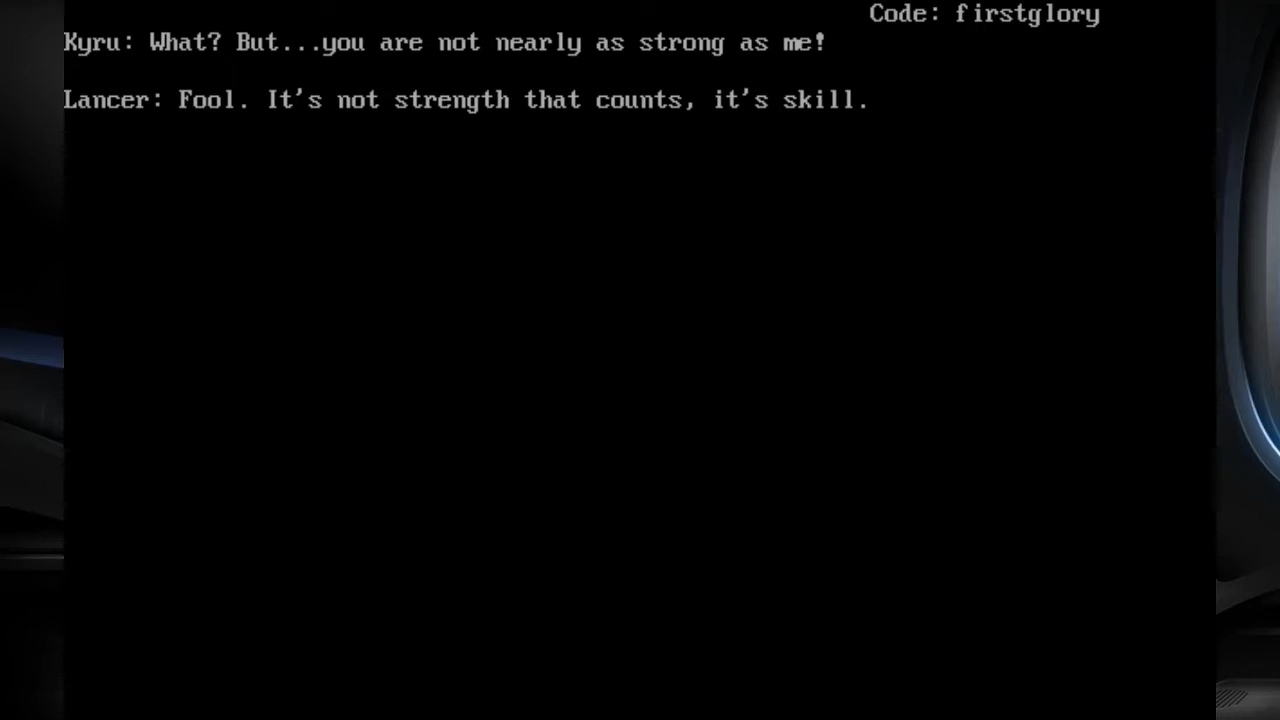 Code: firstglory
Kyru: What? But...you are not nearly as strong as me!
Lancer: Fool. It's not strength that counts, it's skill.